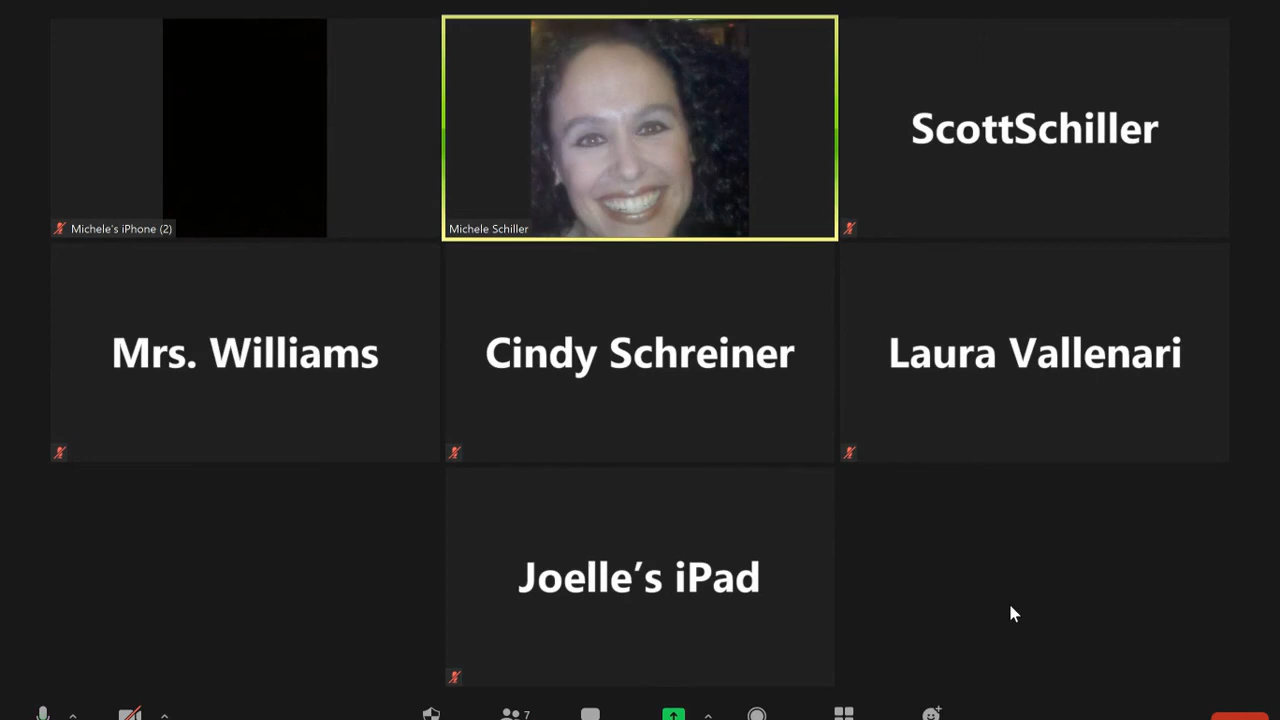 Michele's iPhone (2)
Michele Schiller
ScottSchiller
Mrs. Williams
Cindy Schreiner
Laura Vallenari
Joelle’s iPad
7